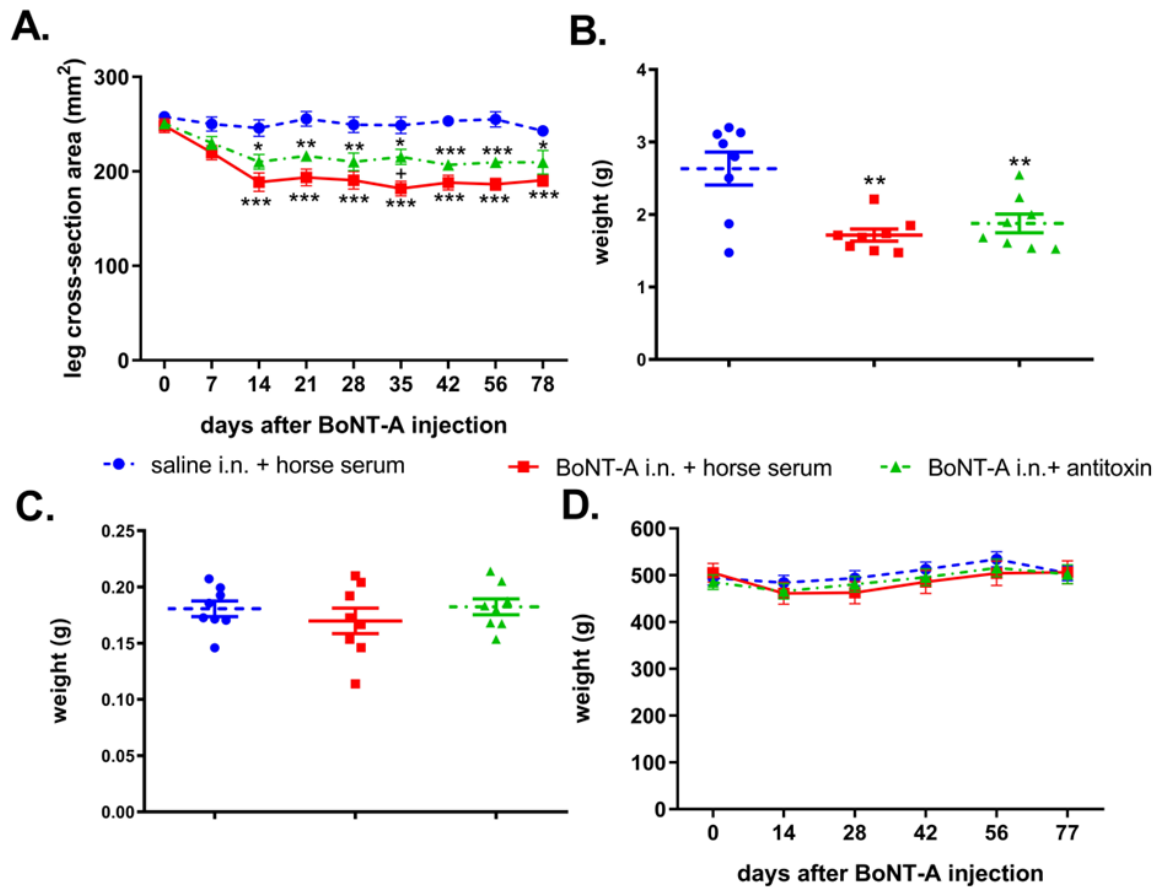 A.
leg cross-section area (mm²)
300
200
100
0
* ** ** * *** *** *
+
*** *** *** *** *** *** ***
0 7 14 21 28 35 42 56 78
days after BoNT-A injection
B.
weight (g)
4
3
2
1
0
** **
saline i.n. + horse serum BoNT-A i.n. + horse serum BoNT-A i.n.+ antitoxin
C.
weight (g)
0.25
0.20
0.15
0.10
0.05
0.00
D.
weight (g)
600
500
400
300
200
100
0
0 14 28 42 56 77
days after BoNT-A injection